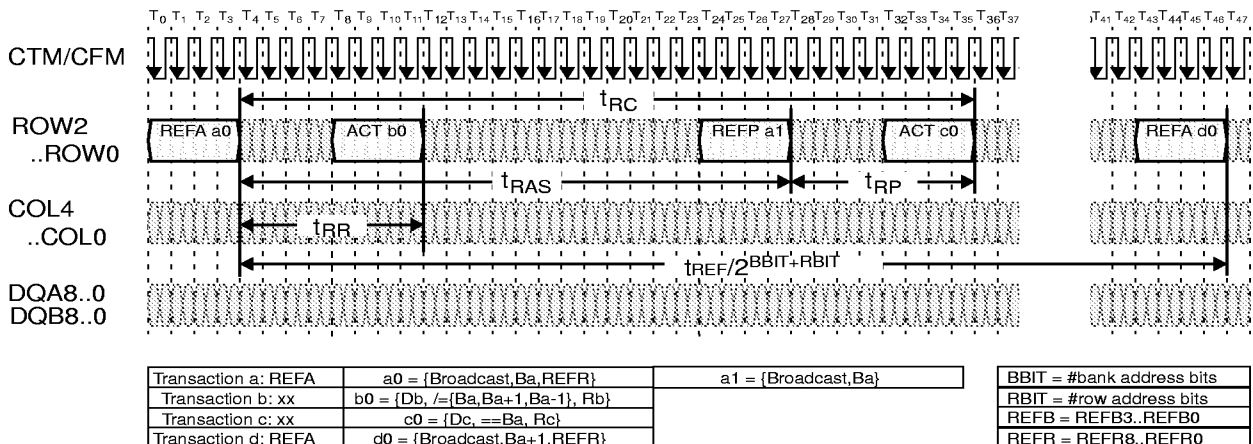 T0 T1 T2 T3 T4 T5 T6 T7 T8 T9 T10 T11 T12 T13 T14 T15 T16 T17 T18 T19 T20 T21 T22 T23 T24 T25 T26 T27 T28 T29 T30 T31 T32 T33 T34 T35 T36 T37 T41 T42 T43 T44 T45 T46 T47
CTM/CFM
tRC
ROW2
..ROW0
REFA a0
ACT b0
REFP a1
ACT c0
REFA d0
tRAS
tRP
COL4
..COL0
tRR
tREF/2^BBIT+RBIT
DQA8..0
DQB8..0
Transaction a: REFA a0 = {Broadcast,Ba,REFR} a1 = {Broadcast,Ba}
Transaction b: xx b0 = {Db, /={Ba,Ba+1,Ba-1}, Rb}
Transaction c: xx c0 = {Dc, ==Ba, Rc}
Transaction d: REFA d0 = {Broadcast,Ba+1,REFR}
BBIT = #bank address bits
RBIT = #row address bits
REFB = REFB3..REFB0
REFR = REFR8..REFR0